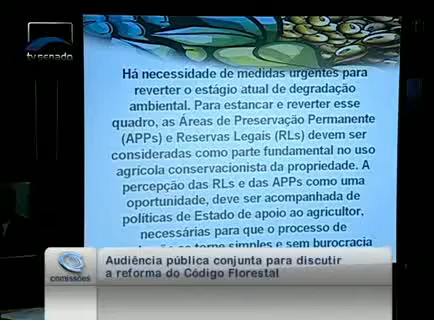 tv senado
Há necessidade de medidas urgentes para
reverter o estágio atual de degradação
ambiental. Para estancar e reverter esse
quadro, as Áreas de Preservação Permanente
(APPs) e Reservas Legais (RLs) devem ser
consideradas como parte fundamental no uso
agrícola conservacionista da propriedade. A
percepção das RLs e das APPs como uma
oportunidade, deve ser acompanhada de
políticas de Estado de apoio ao agricultor,
necessárias para que o processo de
se torne simples e sem burocracia
Audiência pública conjunta para discutir
a reforma do Código Florestal
comissões